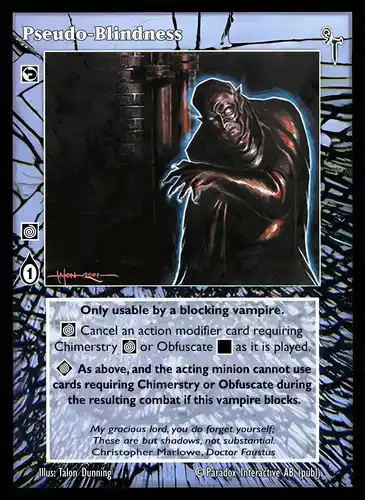 Pseudo-Blindness
1
TALON 2001
Only usable by a blocking vampire.
Cancel an action modifier card requiring
Chimerstry or Obfuscate as it is played.
As above, and the acting minion cannot use
cards requiring Chimerstry or Obfuscate during
the resulting combat if this vampire blocks.
My gracious lord, you do forget yourself;
These are but shadows, not substantial.
Christopher Marlowe, Doctor Faustus
Illus: Talon Dunning © Paradox Interactive AB (publ)